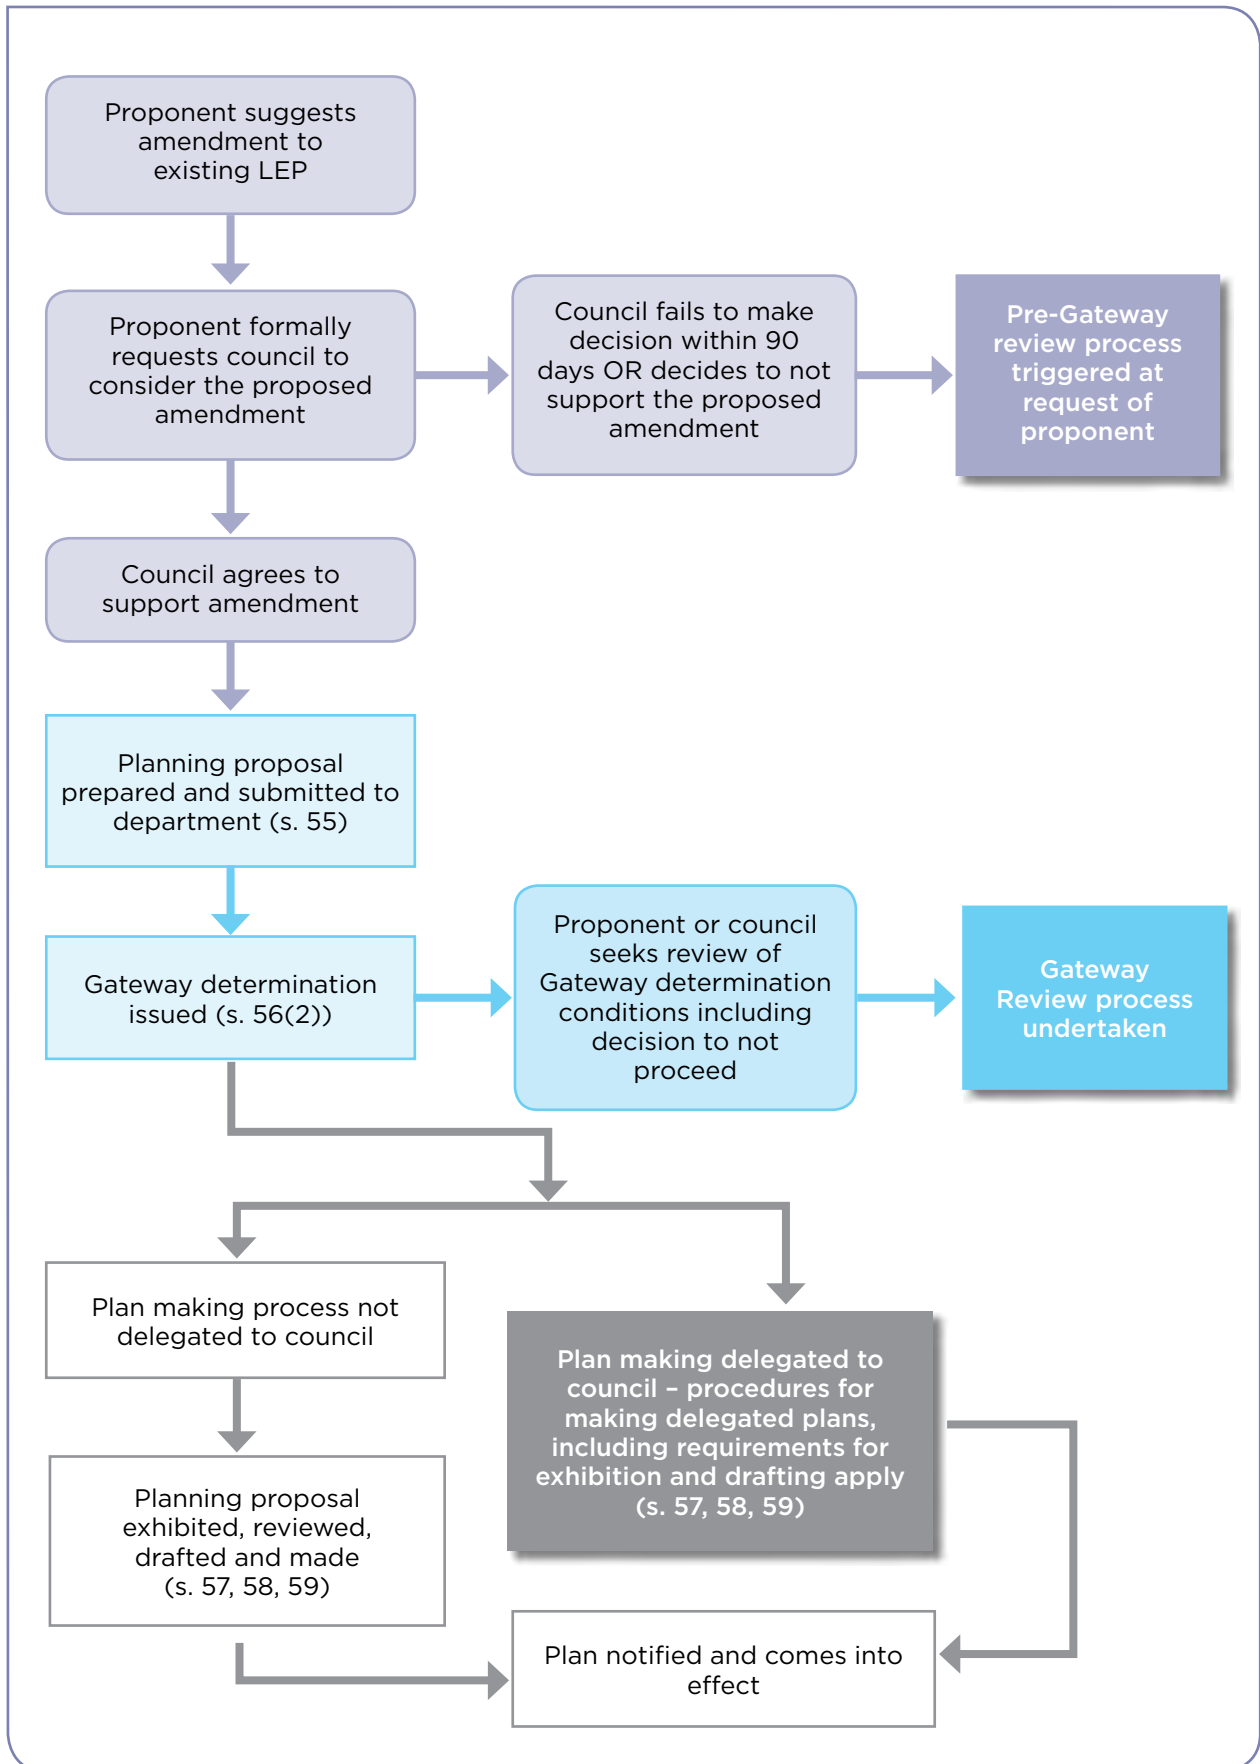 Proponent suggests
amendment to
existing LEP
Proponent formally
requests council to
consider the proposed
amendment
Council fails to make
decision within 90
days OR decides to not
support the proposed
amendment
Pre-Gateway
review process
triggered at
request of
proponent
Council agrees to
support amendment
Planning proposal
prepared and submitted to
department (s. 55)
Gateway determination
issued (s. 56(2))
Proponent or council
seeks review of
Gateway determination
conditions including
decision to not
proceed
Gateway
Review process
undertaken
Plan making process not
delegated to council
Plan making delegated to
council – procedures for
making delegated plans,
including requirements for
exhibition and drafting apply
(s. 57, 58, 59)
Planning proposal
exhibited, reviewed,
drafted and made
(s. 57, 58, 59)
Plan notified and comes into
effect